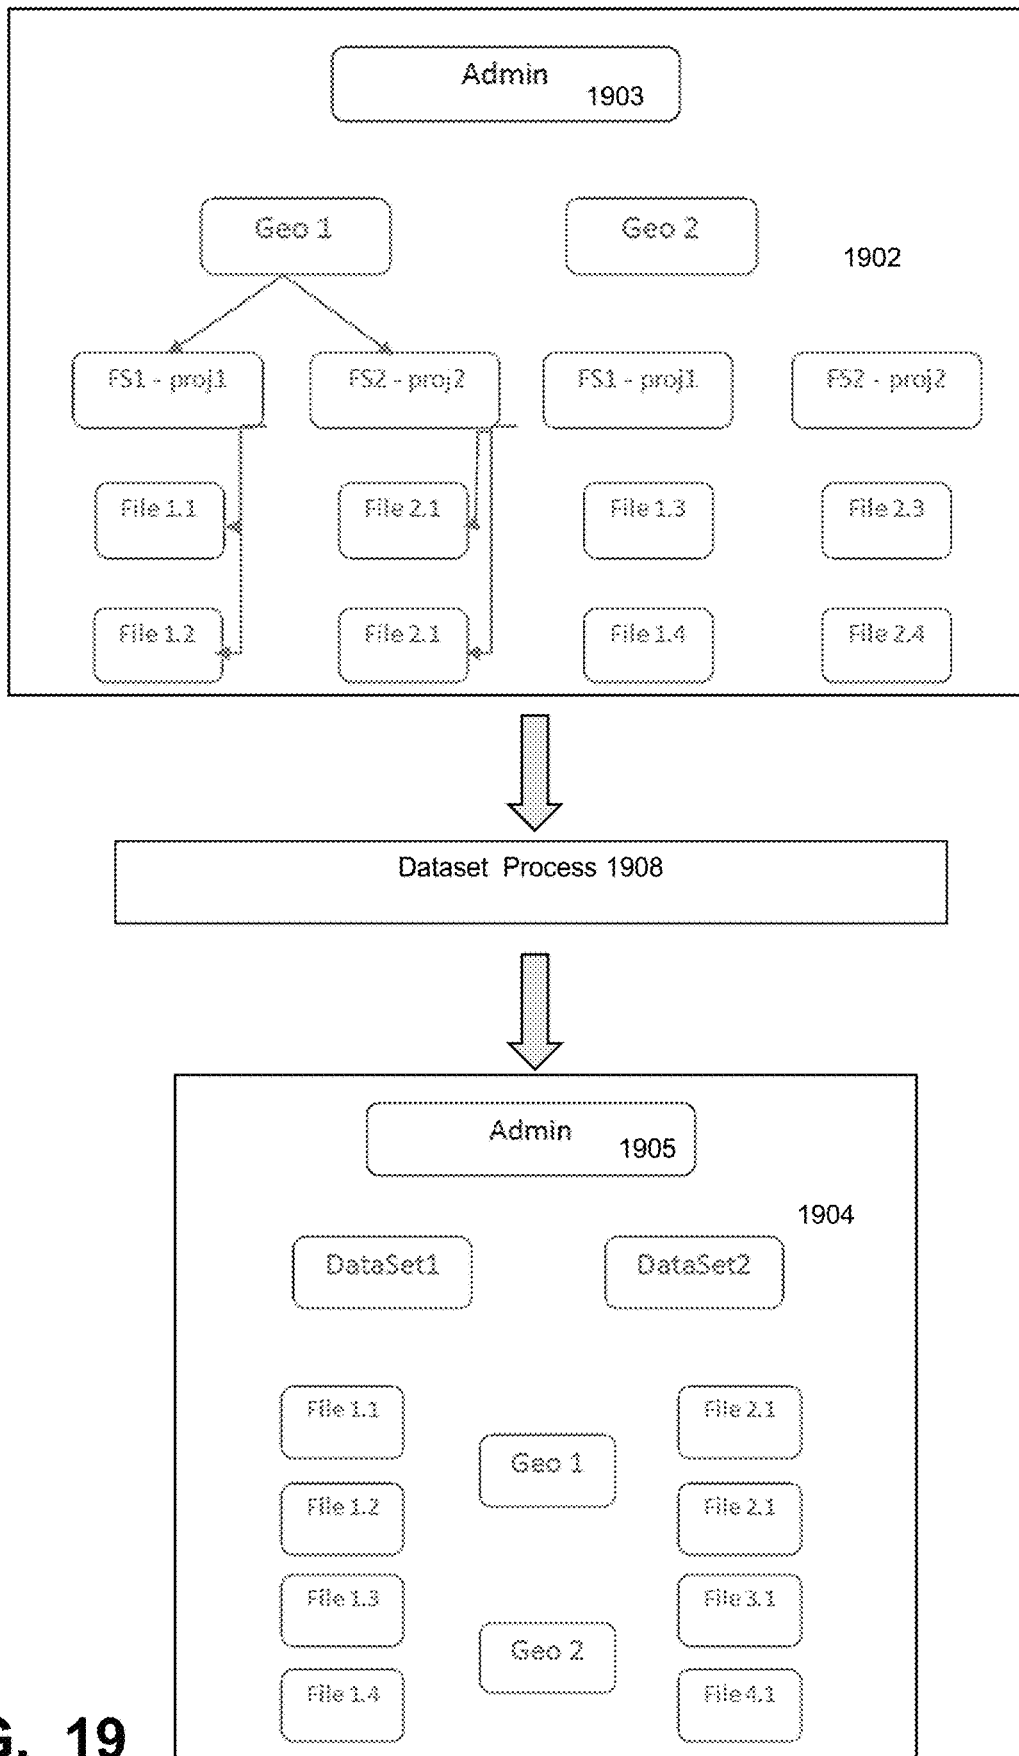 Admin
1903
Geo 1
Geo 2
1902
FS1 - proj1
FS2 - proj2
FS1 - proj1
FS2 - proj2
File 1.1
File 2.1
File 1.3
File 2.3
File 1.2
File 2.1
File 1.4
File 2.4
Dataset Process 1908
Admin
1905
1904
DataSet1
DataSet2
File 1.1
File 2.1
Geo 1
File 1.2
File 2.1
File 1.3
File 3.1
Geo 2
File 1.4
File 4.1
G. 19